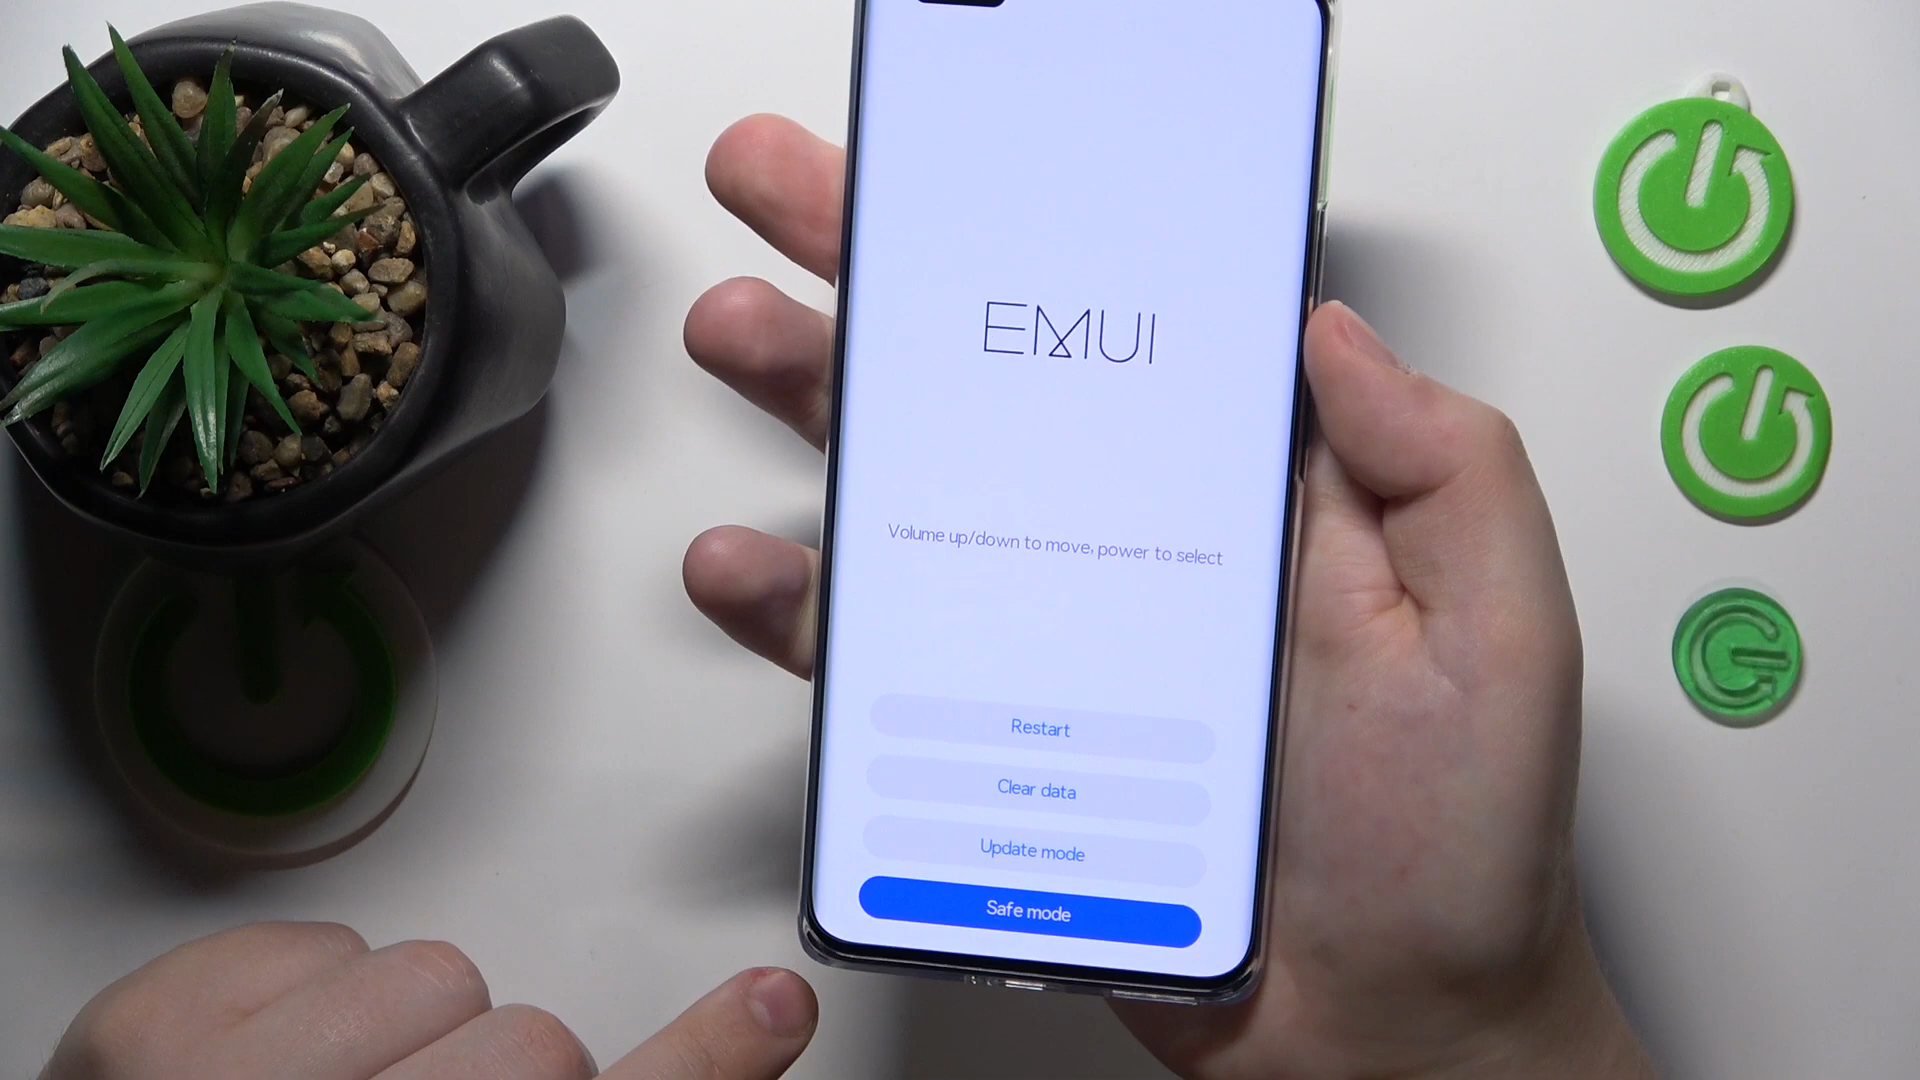 EMUI
Volume up/down to move, power to select
Restart
Clear data
Update mode
Safe mode